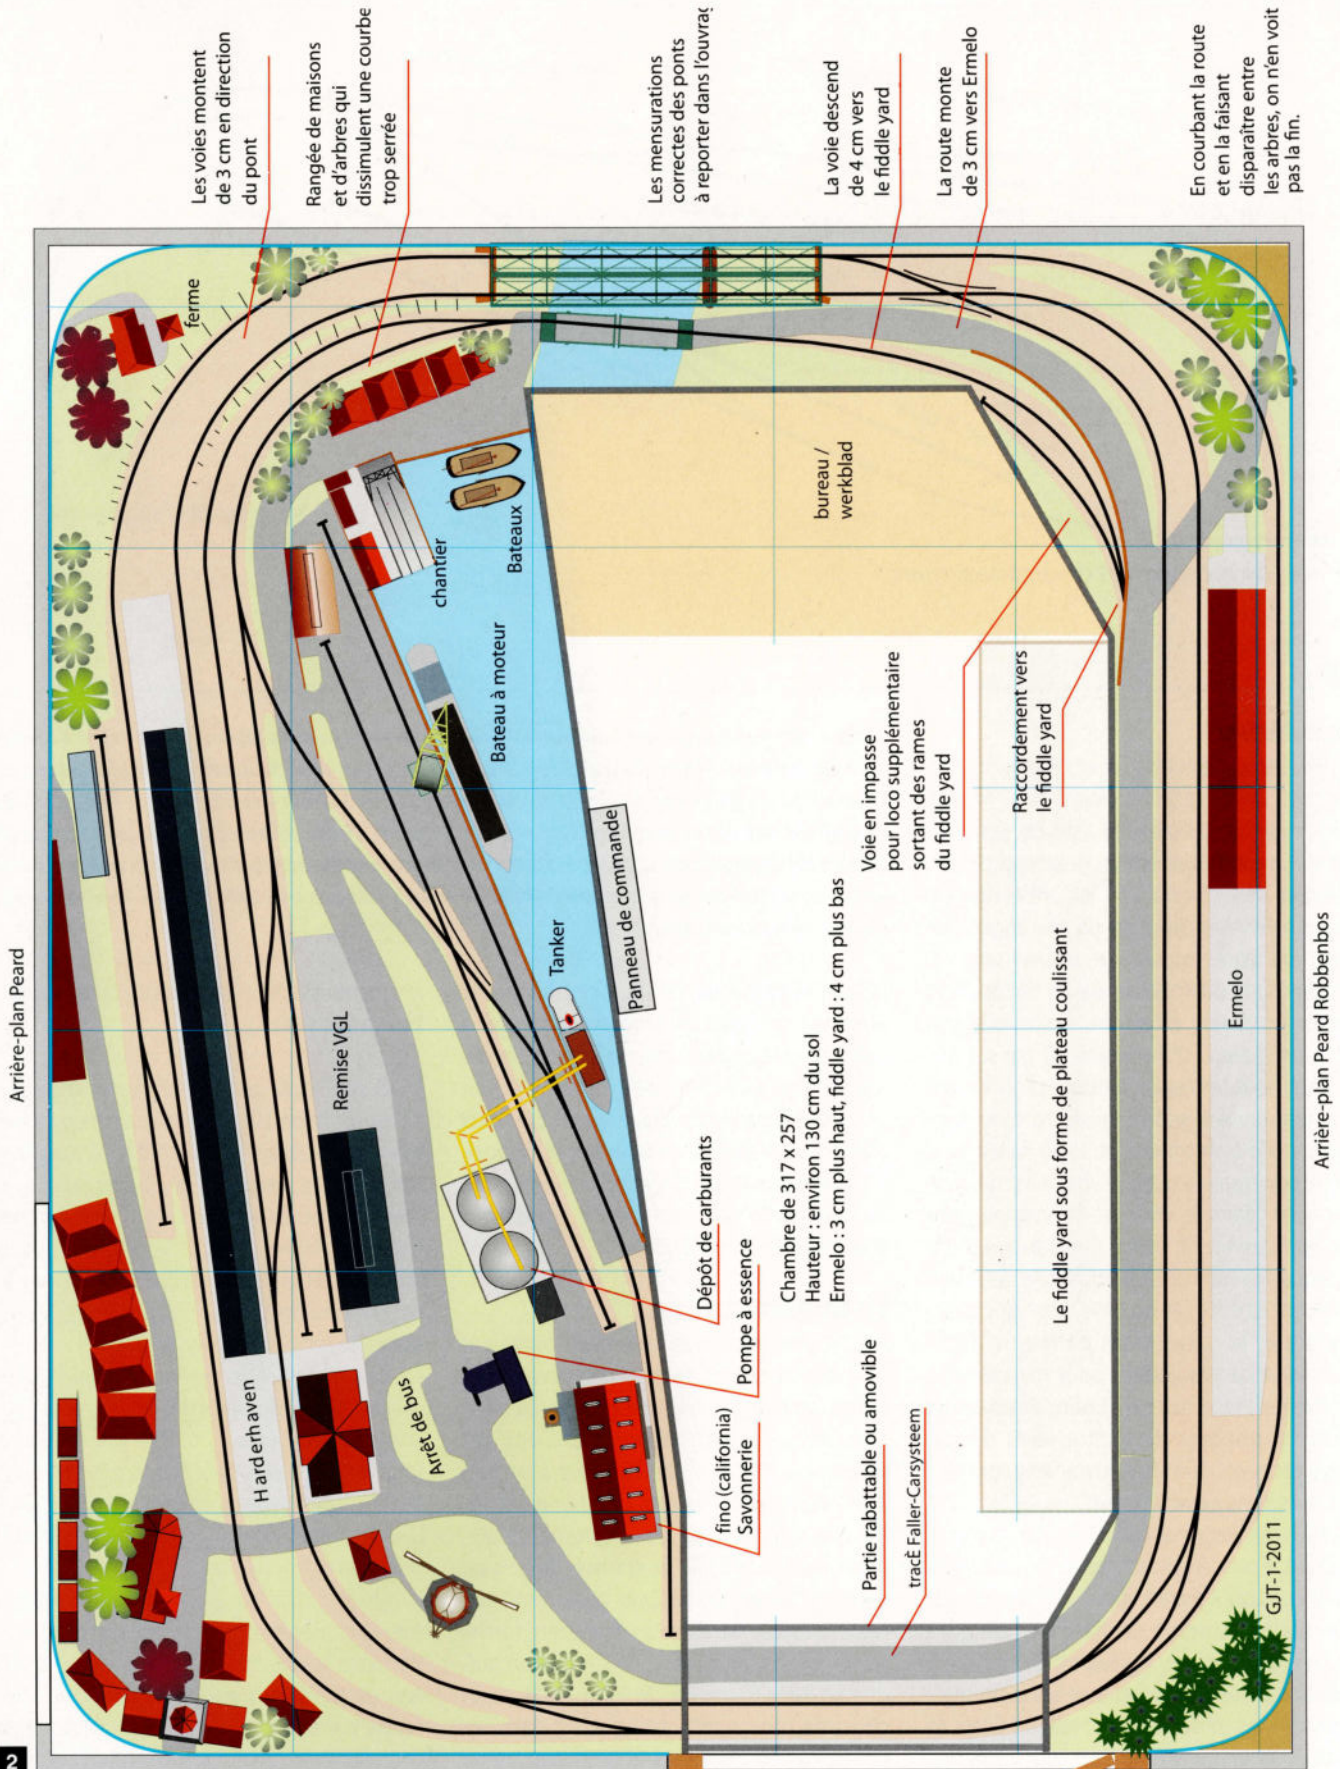 Les voies montent
de 3 cm en direction
du pont
Rangée de maisons
et d'arbres qui
dissimulent une courbe
trop serrée
Les mensurations
correctes des ponts
à reporter dans l'ouvrag
La voie descend
de 4 cm vers
le fiddle yard
La route monte
de 3 cm vers Ermelo
En courbant la route
et en la faisant
disparaître entre
les arbres, on n'en voit
pas la fin.
Arrière-plan Peard
ferme
chantier
Bateaux
bureau /
werkblad
Bateau à moteur
Voie en impasse
pour loco supplémentaire
sortant des rames
du fiddle yard
Raccordement vers
le fiddle yard
Remise VGL
Tanker
Panneau de commande
Ermelo
Arrière-plan Peard Robbenbos
Dépôt de carburants
Pompe à essence
Chambre de 317 x 257
Hauteur : environ 130 cm du sol
Ermelo : 3 cm plus haut, fiddle yard : 4 cm plus bas
Le fiddle yard sous forme de plateau coulissant
Harderhaven
Arrêt de bus
fino (california)
Savonnerie
Partie rabattable ou amovible
tracÈ Faller-Carsysteem
GJT-1-2011
2